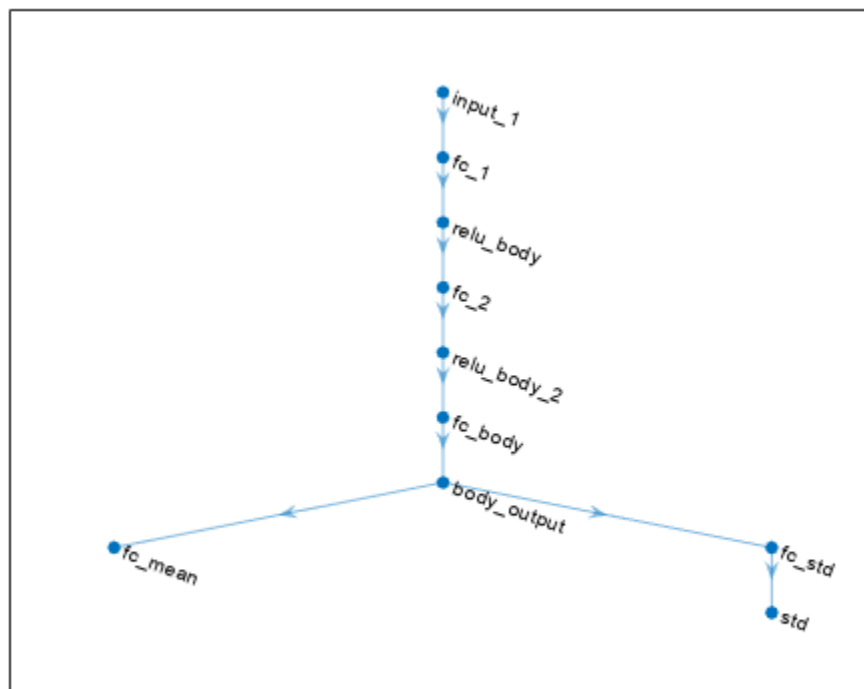 input_1
fc_1
relu_body
fc_2
relu_body_2
fc_body
body_output
fc_mean
fc_std
std